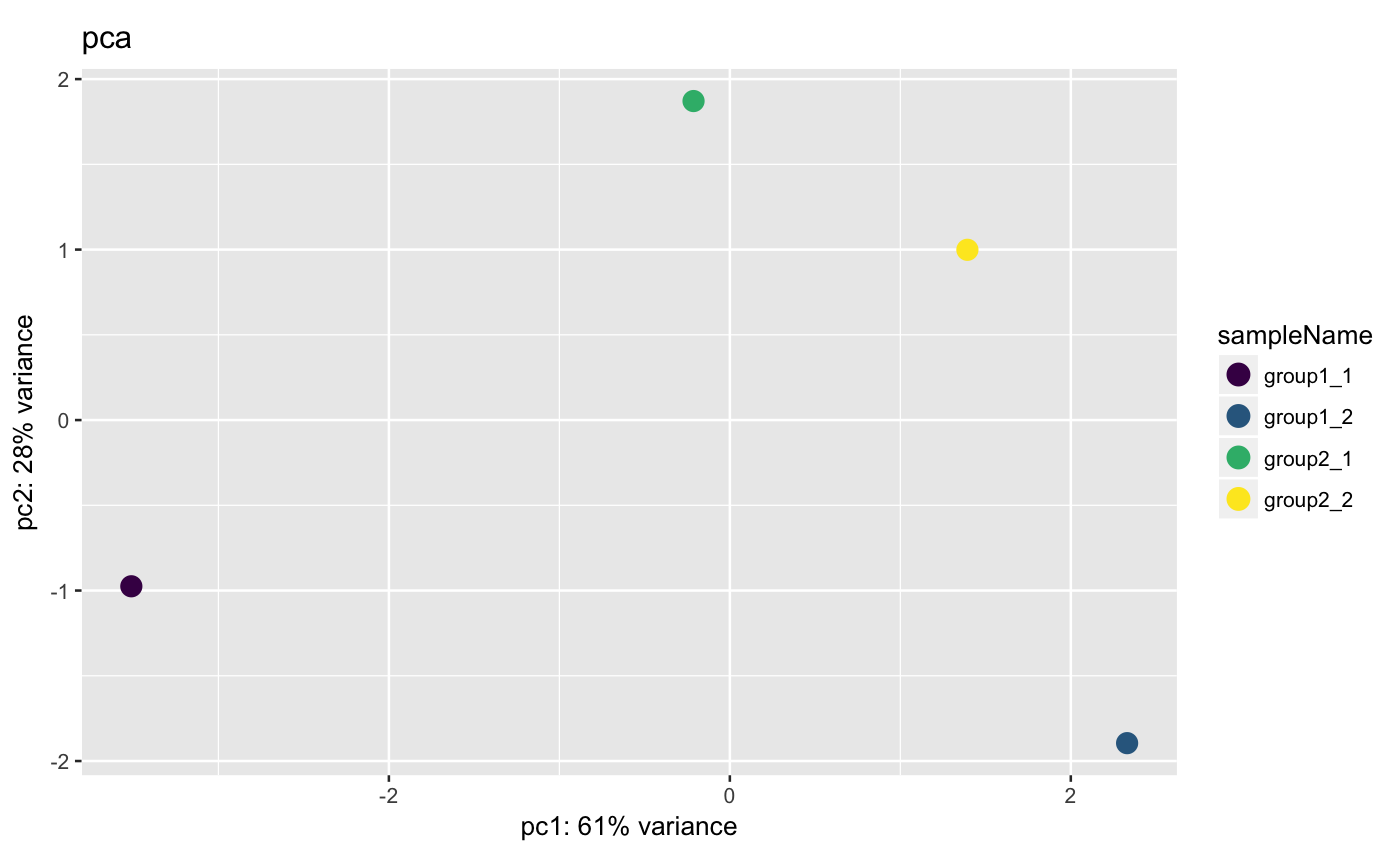 pca
2
1
0
-1
-2
pc2: 28% variance
-2
0
2
pc1: 61% variance
sampleName
group1_1
group1_2
group2_1
group2_2